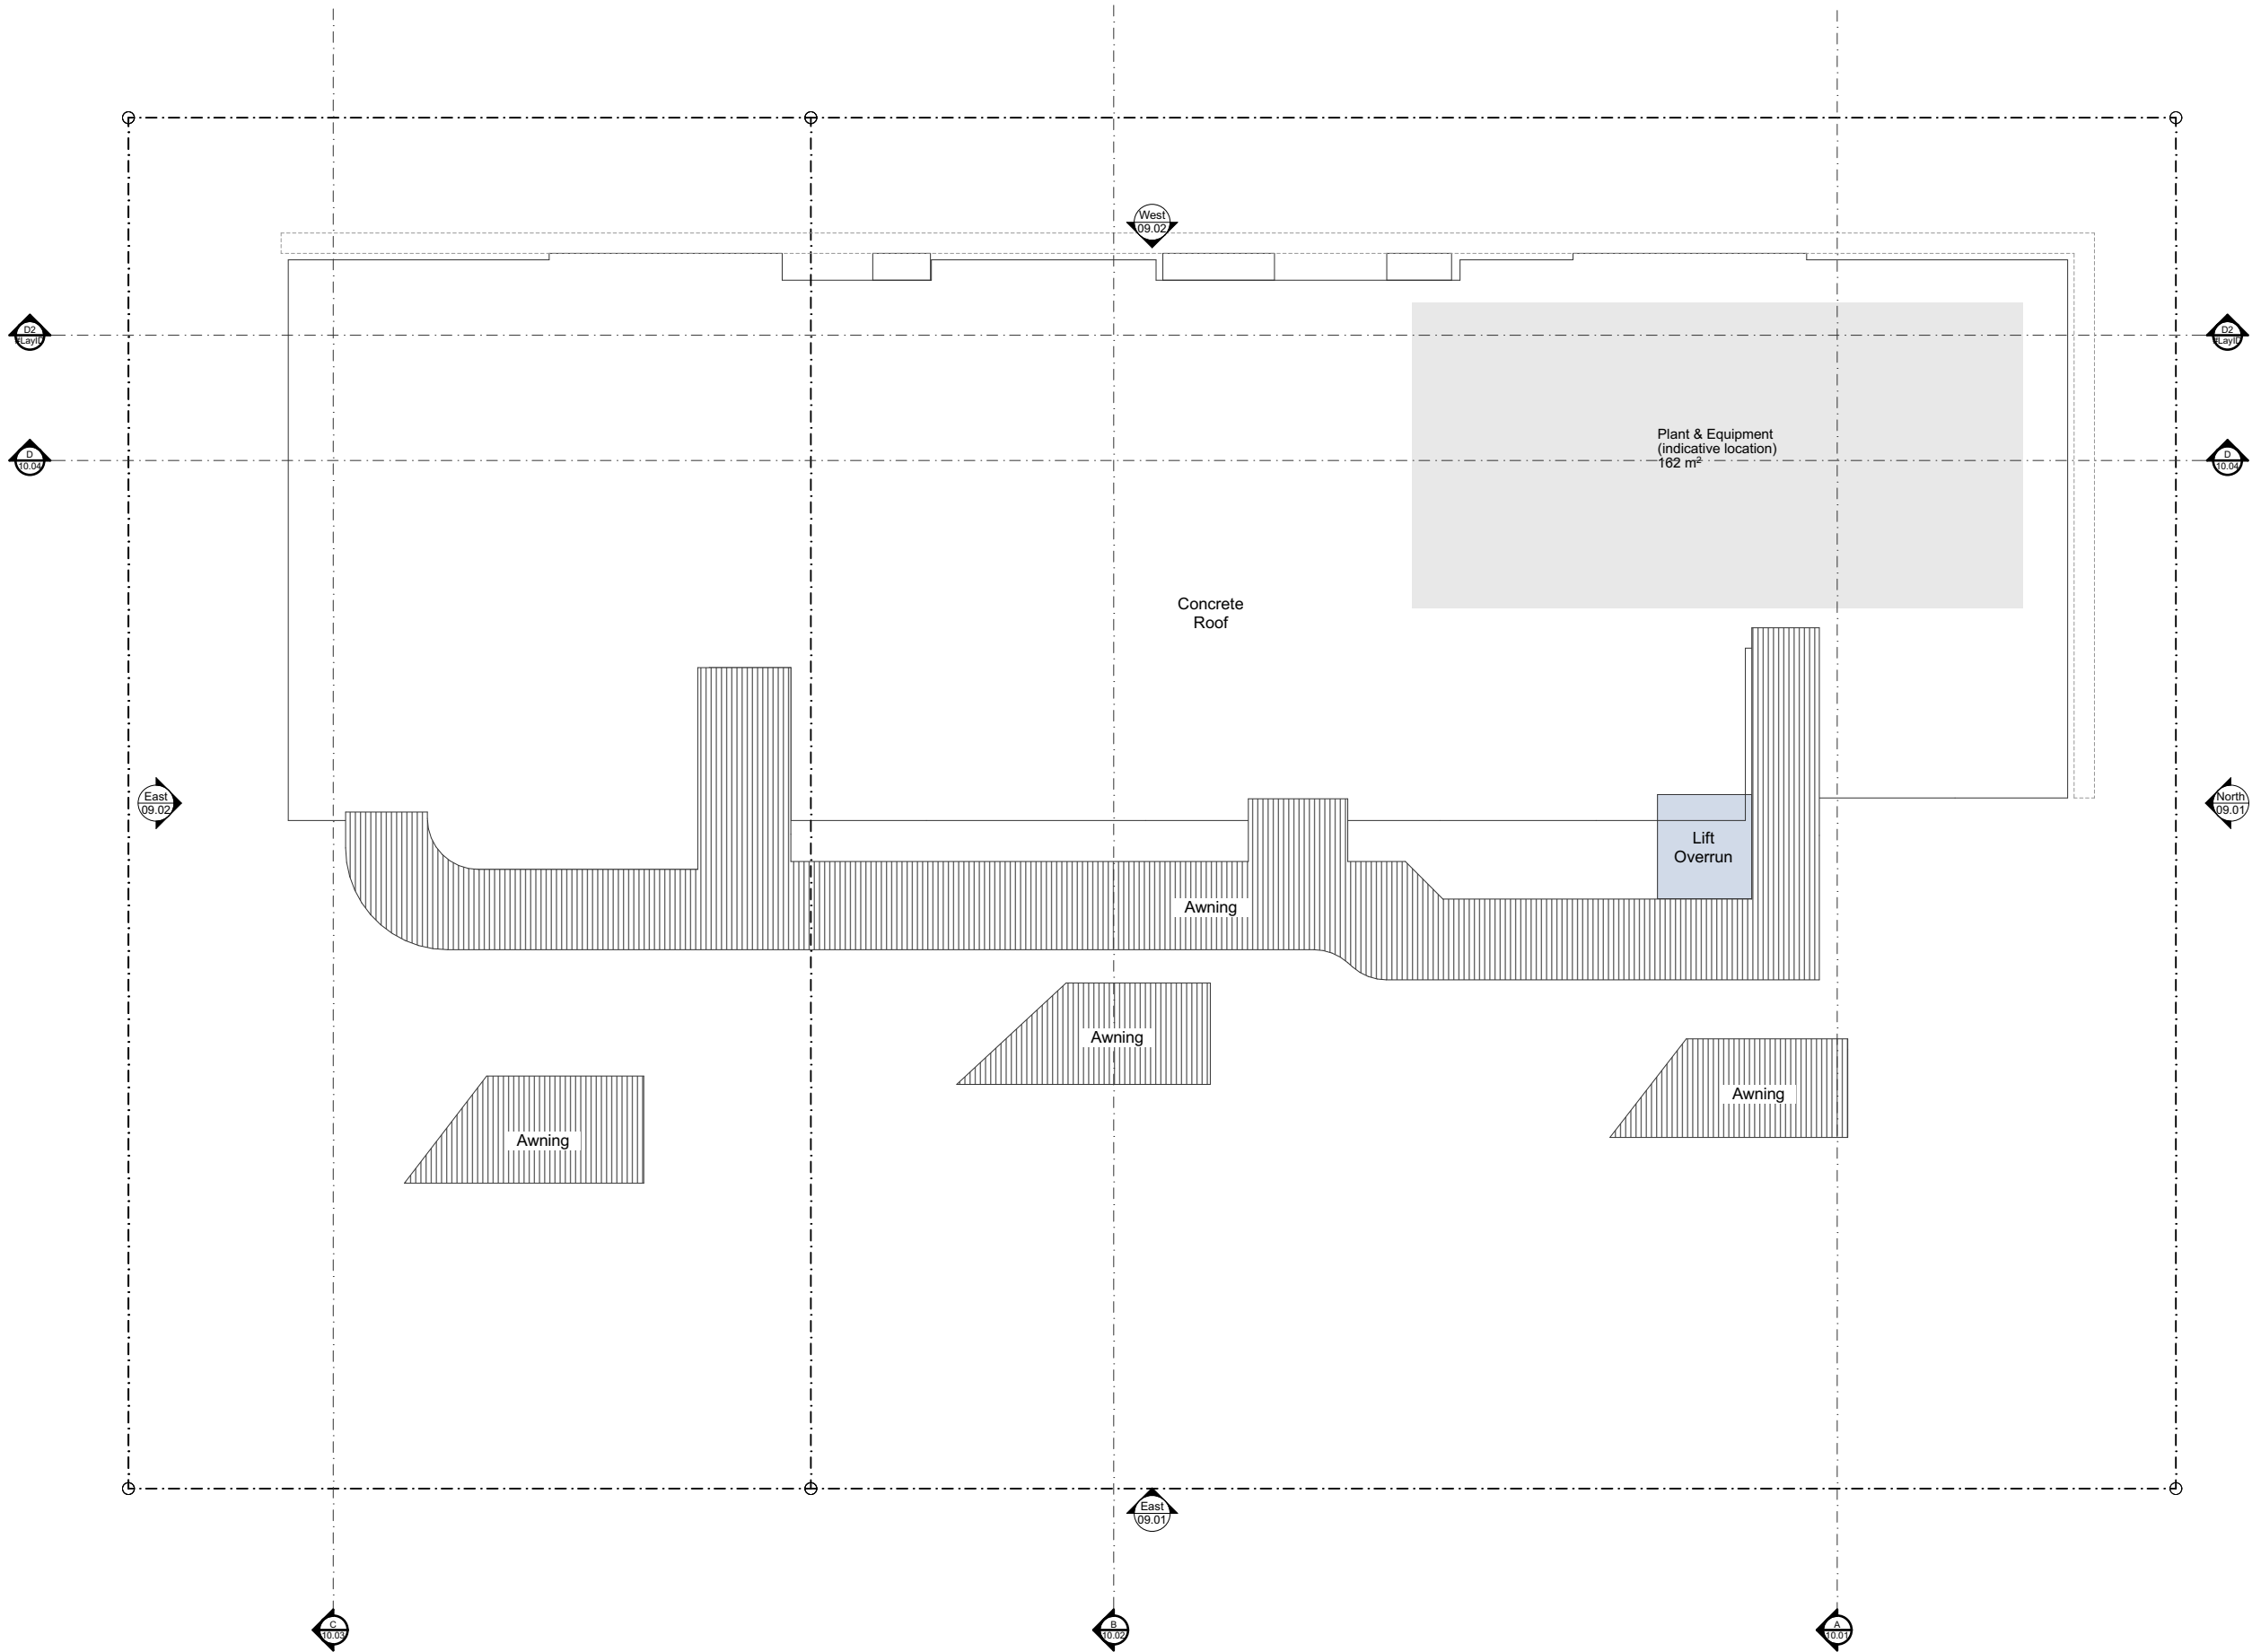 West
09.02
D2
#LayID
D2
#LayID
Plant & Equipment
(indicative location)
162 m²
D
10.04
D
10.04
Concrete
Roof
East
09.02
North
09.01
Lift
Overrun
Awning
Awning
Awning
Awning
East
09.01
C
10.03
B
10.02
A
10.01